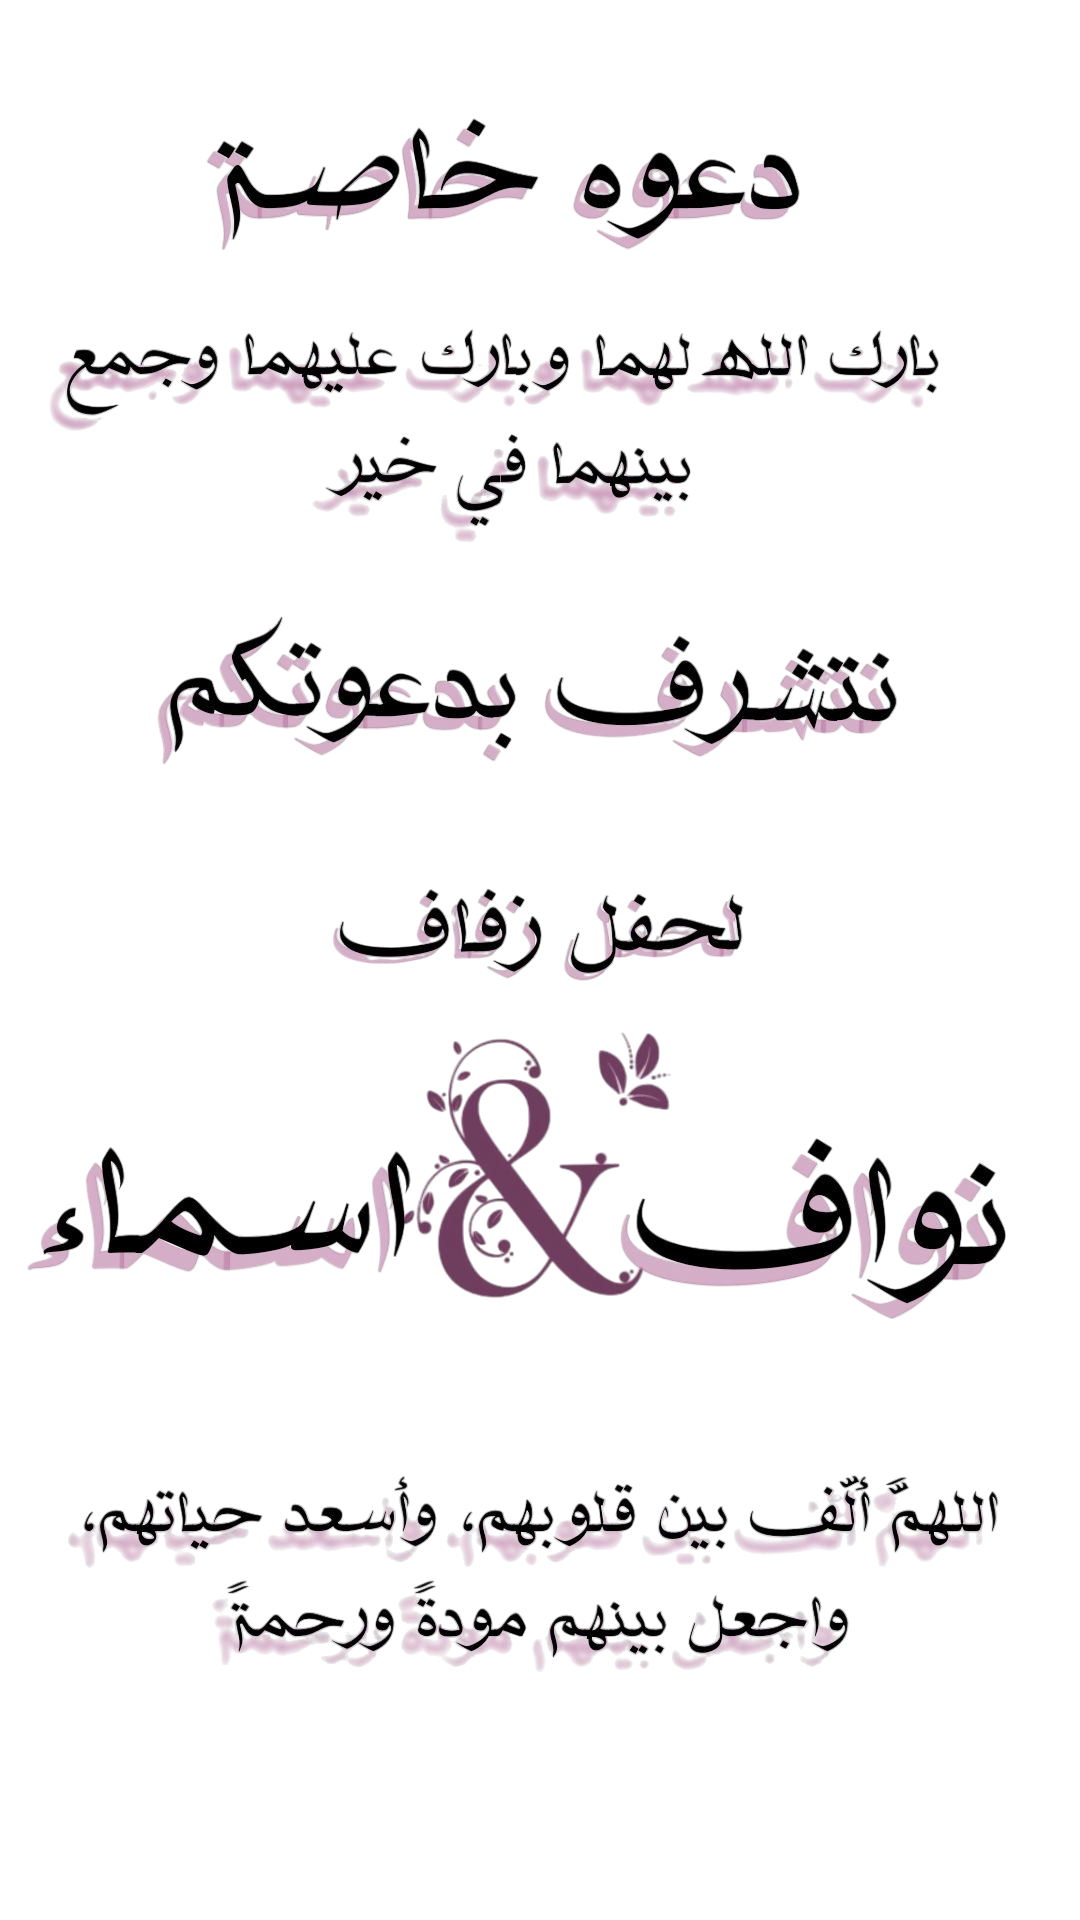 دعوه خاصة
بارك الله لهما وبارك عليهما وجمع
بينهما في خير
نتشرف بدعوتكم
لحفل زفاف
نواف & اسماء
اللهمَّ ألّف بين قلوبهم، وأسعد حياتهم،
واجعل بينهم مودةً ورحمةً